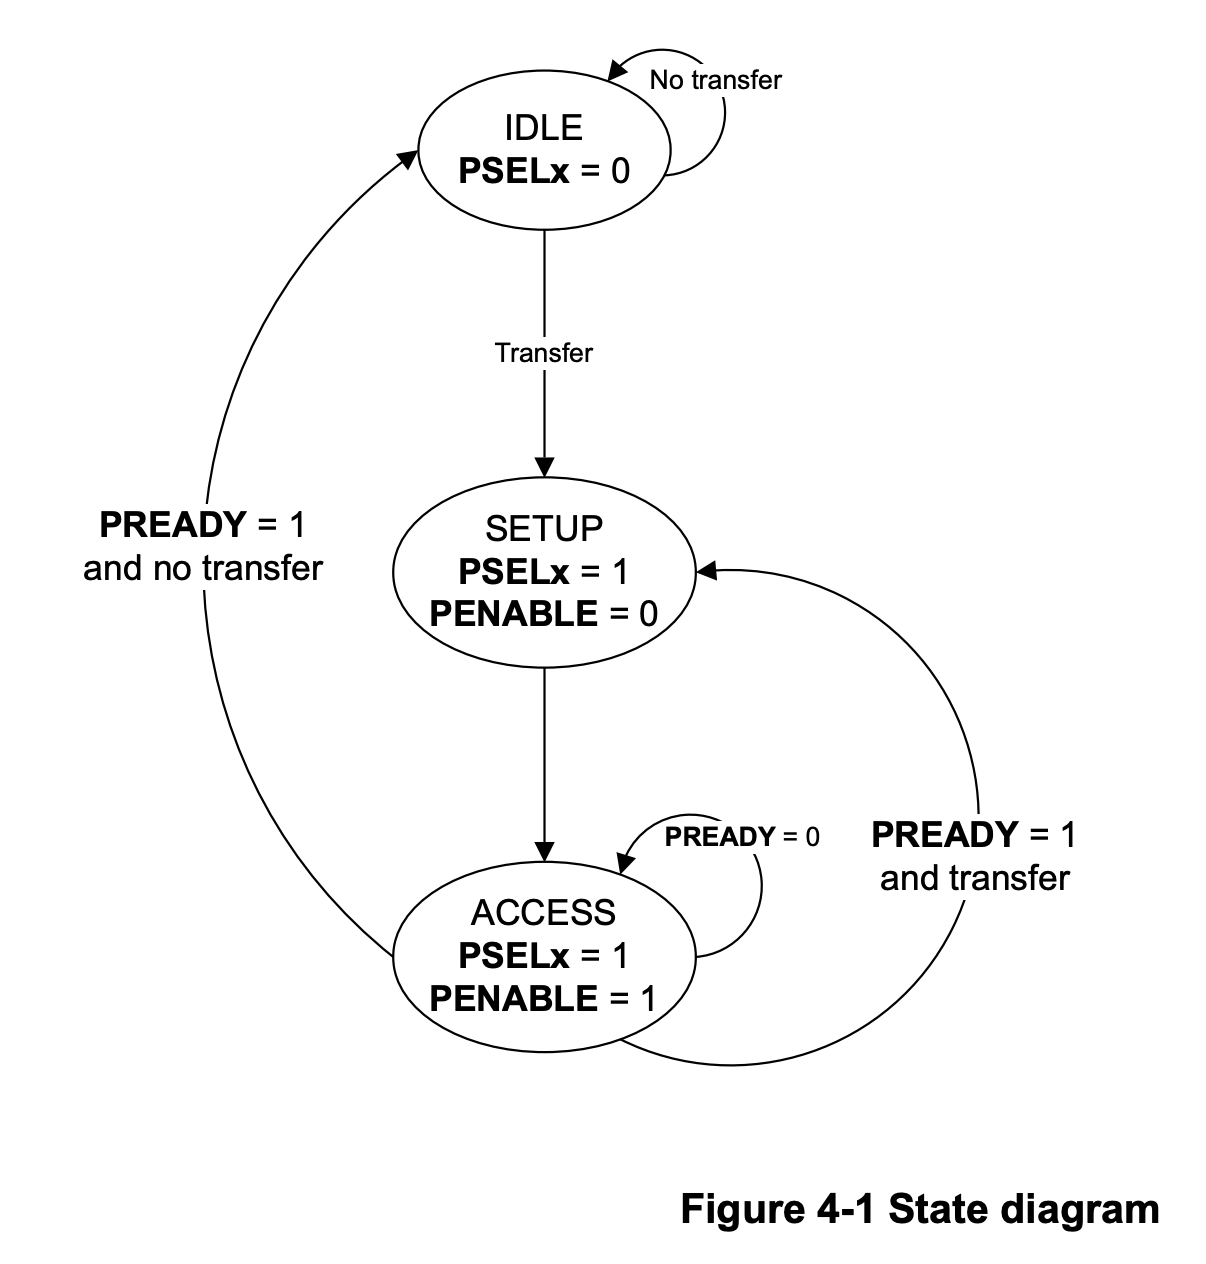 No transfer
IDLE
PSELx = 0
Transfer
PREADY = 1
and no transfer
SETUP
PSELx = 1
PENABLE = 0
PREADY = 0
PREADY = 1
and transfer
ACCESS
PSELx = 1
PENABLE = 1
Figure 4-1 State diagram